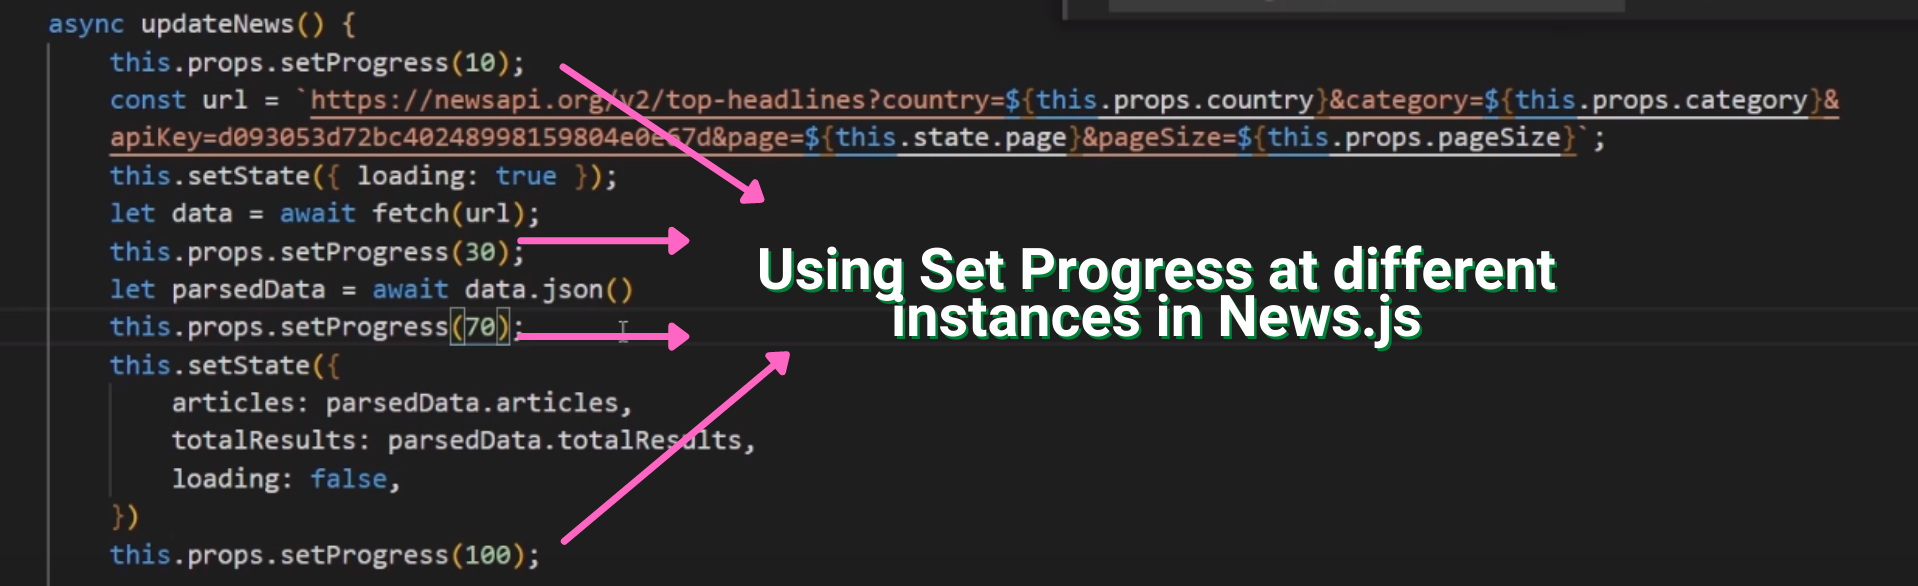 async updateNews() {
this.props.setProgress(10);
const url = `https://newsapi.org/v2/top-headlines?country=${this.props.country}&category=${this.props.category}&
apiKey=d093053d72bc40248998159804e0e67d&page=${this.state.page}&pageSize=${this.props.pageSize}`;
this.setState({ loading: true });
let data = await fetch(url);
this.props.setProgress(30);
let parsedData = await data.json()
this.props.setProgress(70);
this.setState({
articles: parsedData.articles,
totalResults: parsedData.totalResults,
loading: false,
})
this.props.setProgress(100);
Using Set Progress at different
instances in News.js